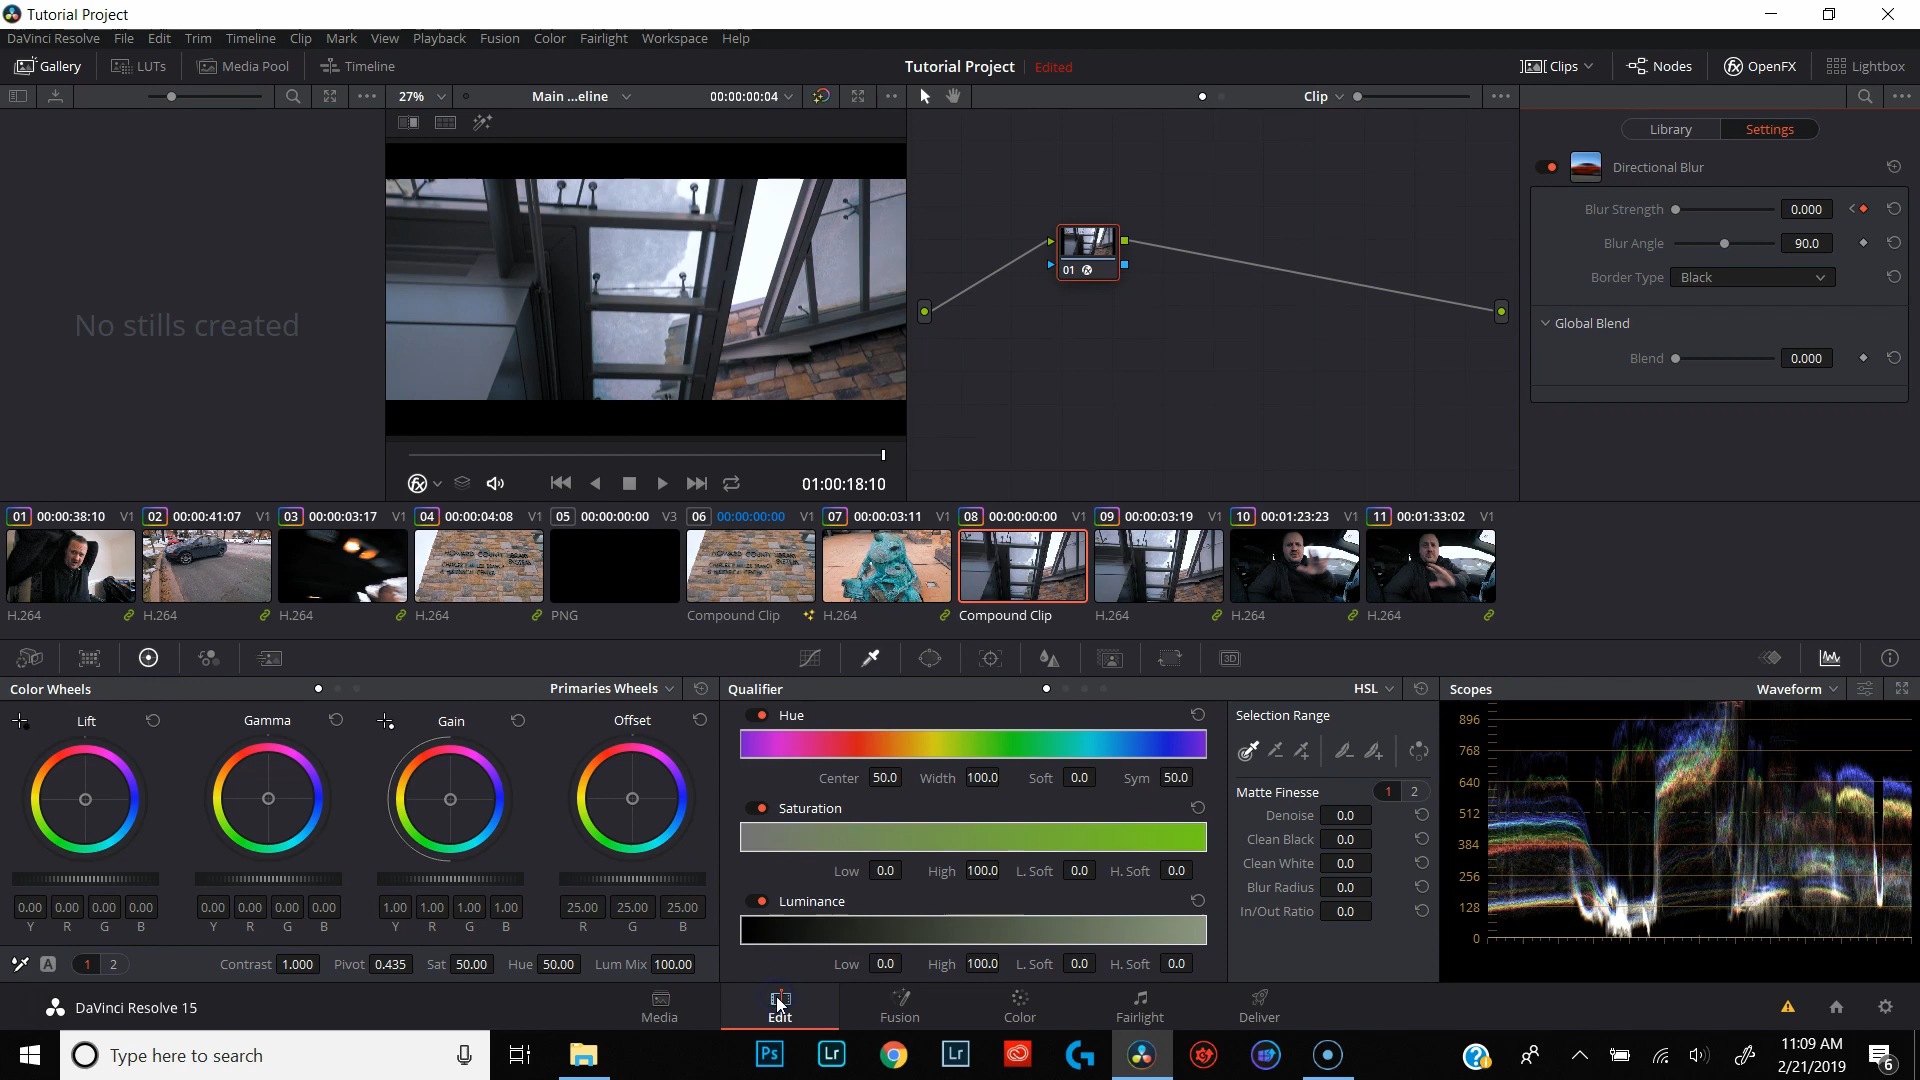 Tutorial Project
DaVinci Resolve File Edit Trim Timeline Clip Mark View Playback Fusion Color Fairlight Workspace Help
Gallery LUTs Media Pool Timeline Tutorial Project Edited Clips Nodes OpenFX Lightbox
27% Main ...eline 00:00:00:04 Clip
Library Settings
Directional Blur
Blur Strength 0.000
Blur Angle 90.0
Border Type Black
Global Blend
Blend 0.000
No stills created
01 fx
01:00:18:10
01 00:00:38:10 V1 02 00:00:41:07 V1 03 00:00:03:17 V1 04 00:00:04:08 V1 05 00:00:00:00 V3 06 00:00:00:00 V1 07 00:00:03:11 V1 08 00:00:00:00 V1 09 00:00:03:19 V1 10 00:01:23:23 V1 11 00:01:33:02 V1
H.264 H.264 H.264 H.264 PNG Compound Clip H.264 Compound Clip H.264 H.264 H.264
3D
Color Wheels Primaries Wheels Qualifier HSL Scopes Waveform
Lift Gamma Gain Offset
0.00 0.00 0.00 0.00 0.00 0.00 0.00 0.00 1.00 1.00 1.00 1.00 25.00 25.00 25.00
Y R G B Y R G B Y R G B R G B
A 1 2 Contrast 1.000 Pivot 0.435 Sat 50.00 Hue 50.00 Lum Mix 100.00
Hue
Center 50.0 Width 100.0 Soft 0.0 Sym 50.0
Saturation
Low 0.0 High 100.0 L. Soft 0.0 H. Soft 0.0
Luminance
Low 0.0 High 100.0 L. Soft 0.0 H. Soft 0.0
Selection Range
Matte Finesse 1 2
Denoise 0.0
Clean Black 0.0
Clean White 0.0
Blur Radius 0.0
In/Out Ratio 0.0
896
768
640
512
384
256
128
0
DaVinci Resolve 15 Media Edit Fusion Color Fairlight Deliver
Type here to search Ps Lr Lr 11:09 AM
2/21/2019 6